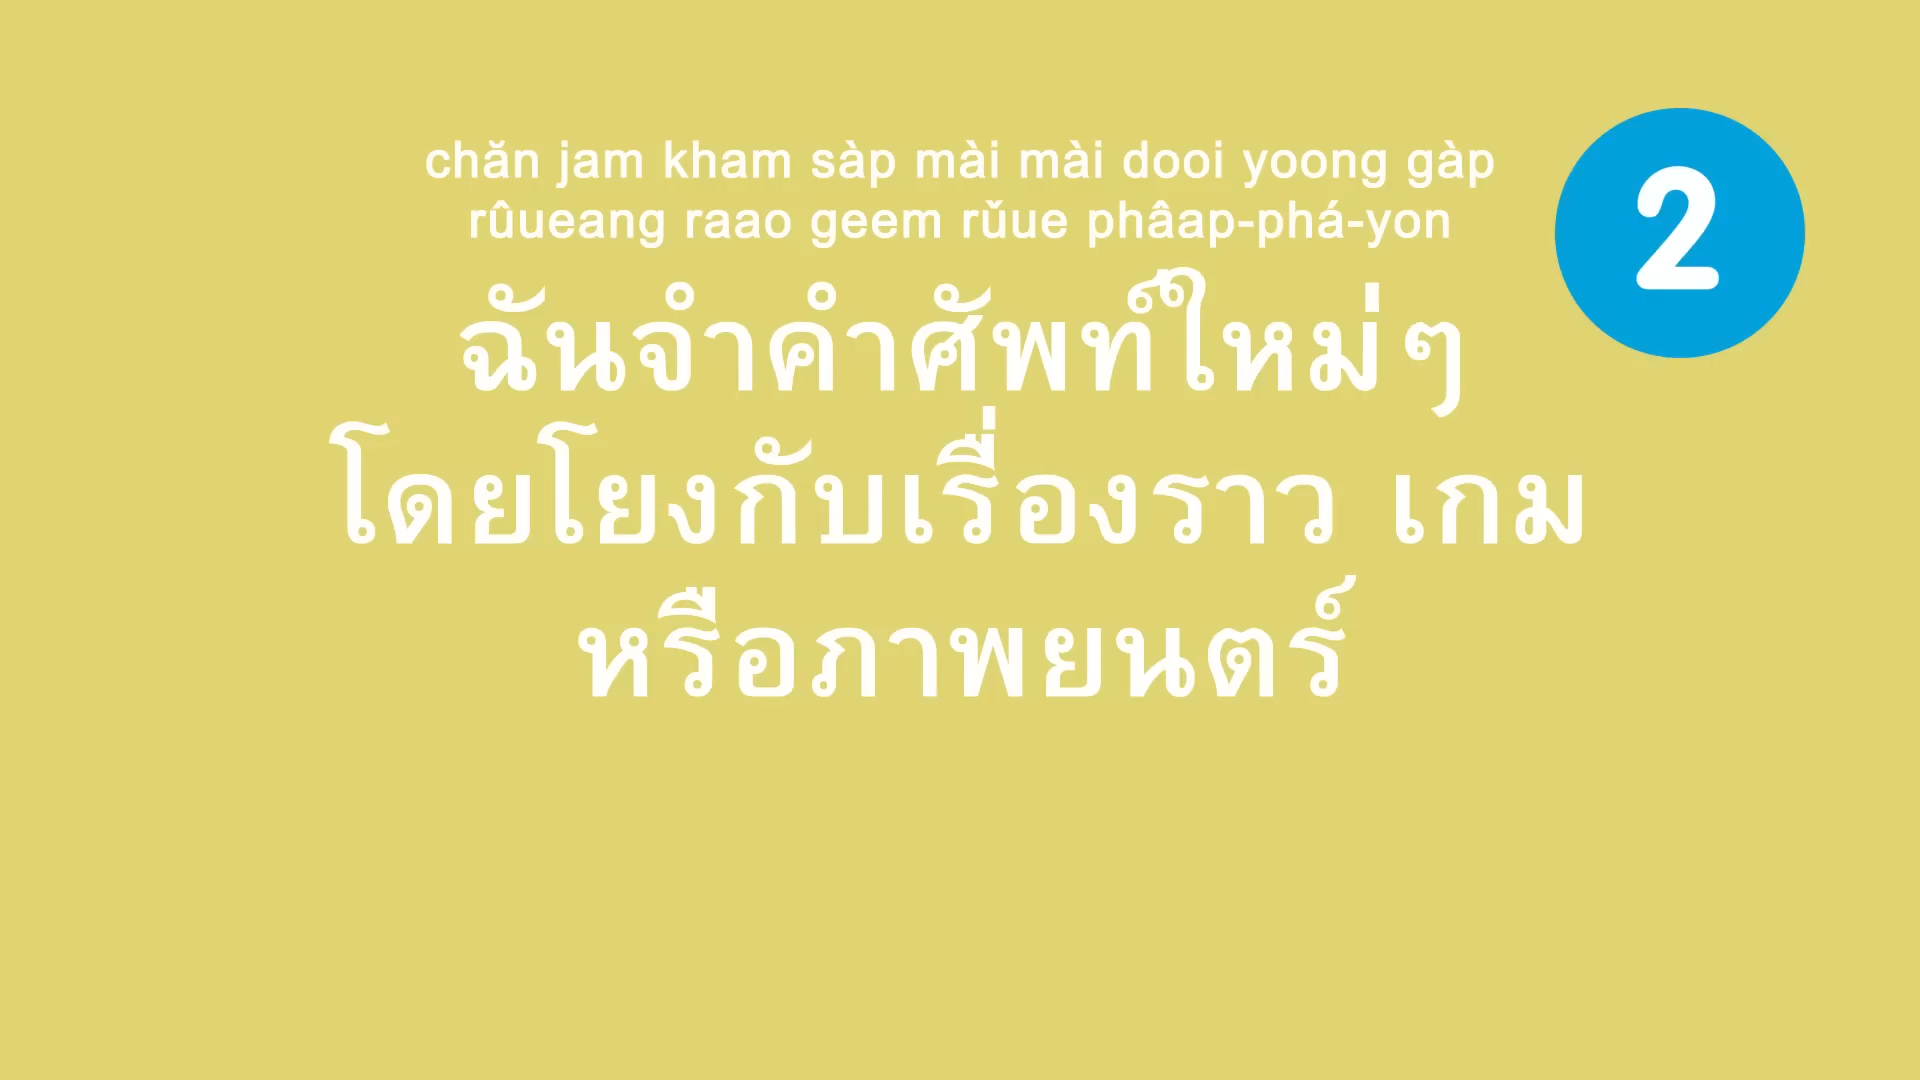 chăn jam kham sàp mài mài dooi yoong gàp
rûueang raao geem rǔue phâap-phá-yon
2
ฉันจำคำศัพท์ใหม่ๆ
โดยโยงกับเรื่องราว เกม
หรือภาพยนตร์